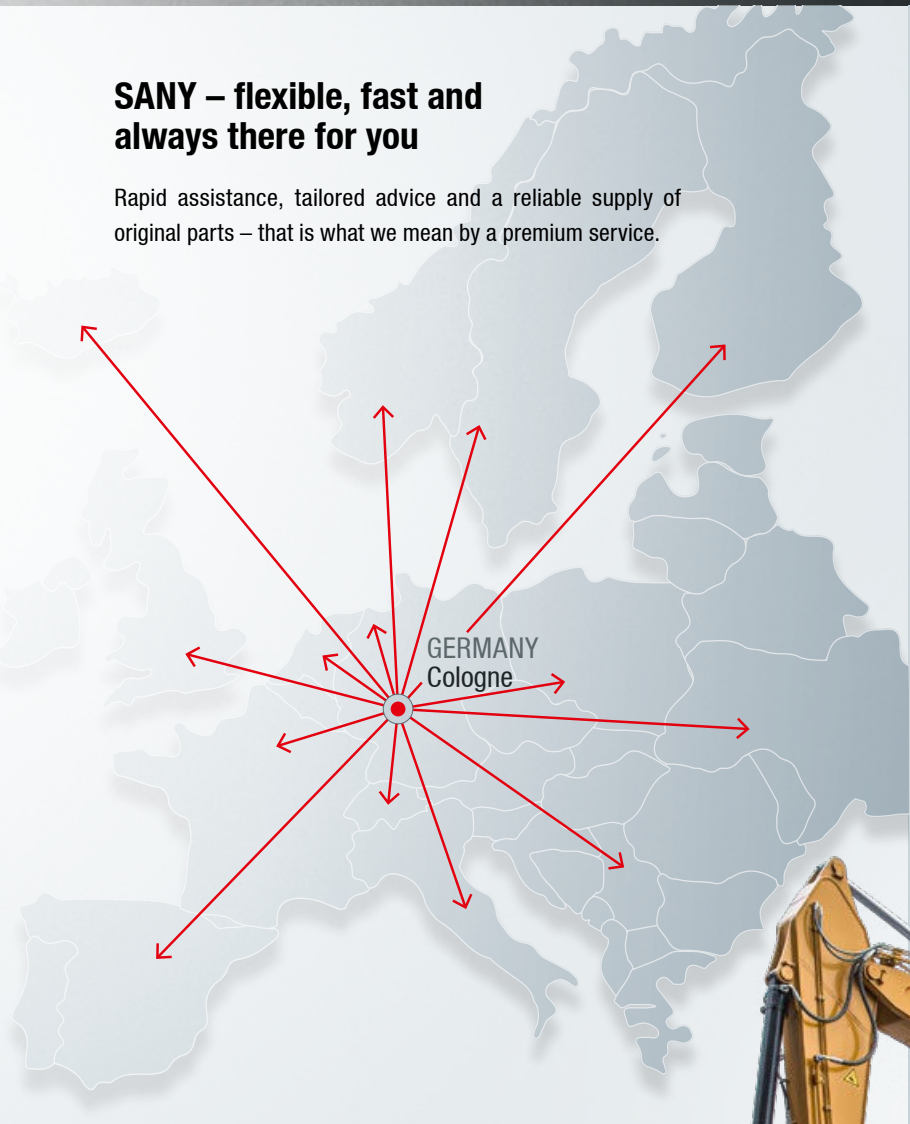 SANY – flexible, fast and
always there for you
Rapid assistance, tailored advice and a reliable supply of
original parts – that is what we mean by a premium service.
GERMANY
Cologne